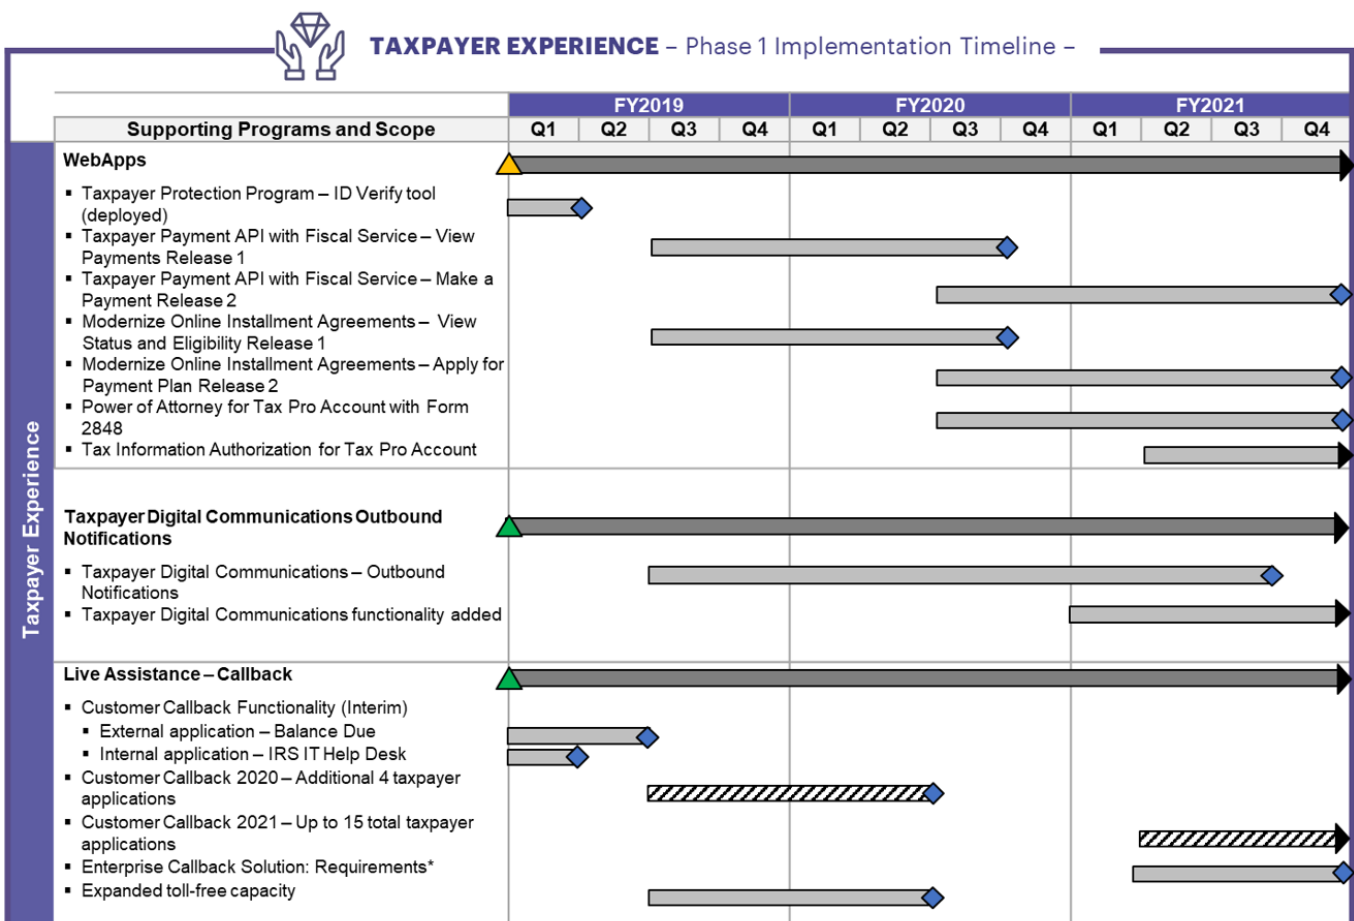 TAXPAYER EXPERIENCE – Phase 1 Implementation Timeline –
FY2019 FY2020 FY2021
Supporting Programs and Scope Q1 Q2 Q3 Q4 Q1 Q2 Q3 Q4 Q1 Q2 Q3 Q4
Taxpayer Experience
WebApps
▪ Taxpayer Protection Program – ID Verify tool
(deployed)
▪ Taxpayer Payment API with Fiscal Service – View
Payments Release 1
▪ Taxpayer Payment API with Fiscal Service – Make a
Payment Release 2
▪ Modernize Online Installment Agreements – View
Status and Eligibility Release 1
▪ Modernize Online Installment Agreements – Apply for
Payment Plan Release 2
▪ Power of Attorney for Tax Pro Account with Form
2848
▪ Tax Information Authorization for Tax Pro Account
Taxpayer Digital Communications Outbound
Notifications
▪ Taxpayer Digital Communications – Outbound
Notifications
▪ Taxpayer Digital Communications functionality added
Live Assistance – Callback
▪ Customer Callback Functionality (Interim)
▪ External application – Balance Due
▪ Internal application – IRS IT Help Desk
▪ Customer Callback 2020 – Additional 4 taxpayer
applications
▪ Customer Callback 2021 – Up to 15 total taxpayer
applications
▪ Enterprise Callback Solution: Requirements*
▪ Expanded toll-free capacity